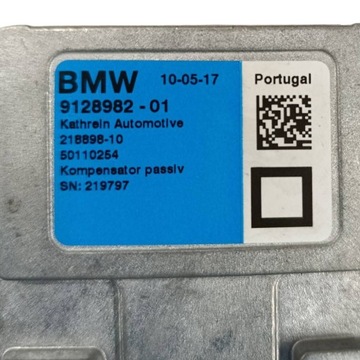 BMW 10-05-17 Portugal
9128982 - 01
Kathrein Automotive
218898-10
50110254
Kompensator passiv
SN: 219797